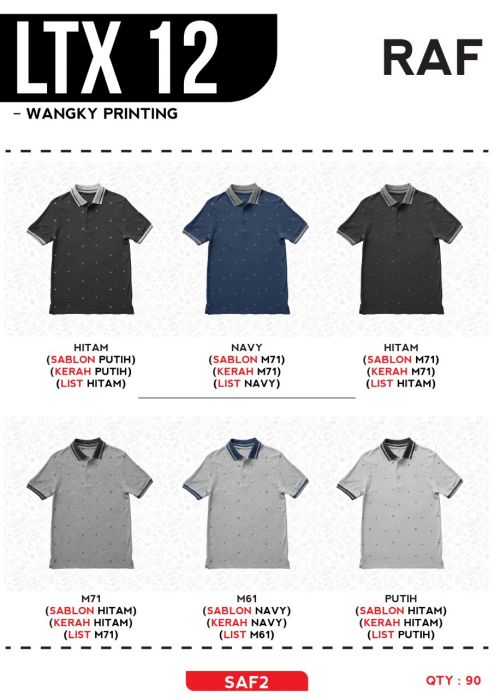 LTX 12
RAF
– WANGKY PRINTING
HITAM
(SABLON PUTIH)
(KERAH PUTIH)
(LIST HITAM)
NAVY
(SABLON M71)
(KERAH M71)
(LIST NAVY)
HITAM
(SABLON M71)
(KERAH M71)
(LIST HITAM)
M71
(SABLON HITAM)
(KERAH HITAM)
(LIST M71)
M61
(SABLON NAVY)
(KERAH NAVY)
(LIST M61)
PUTIH
(SABLON HITAM)
(KERAH HITAM)
(LIST PUTIH)
SAF2
QTY : 90